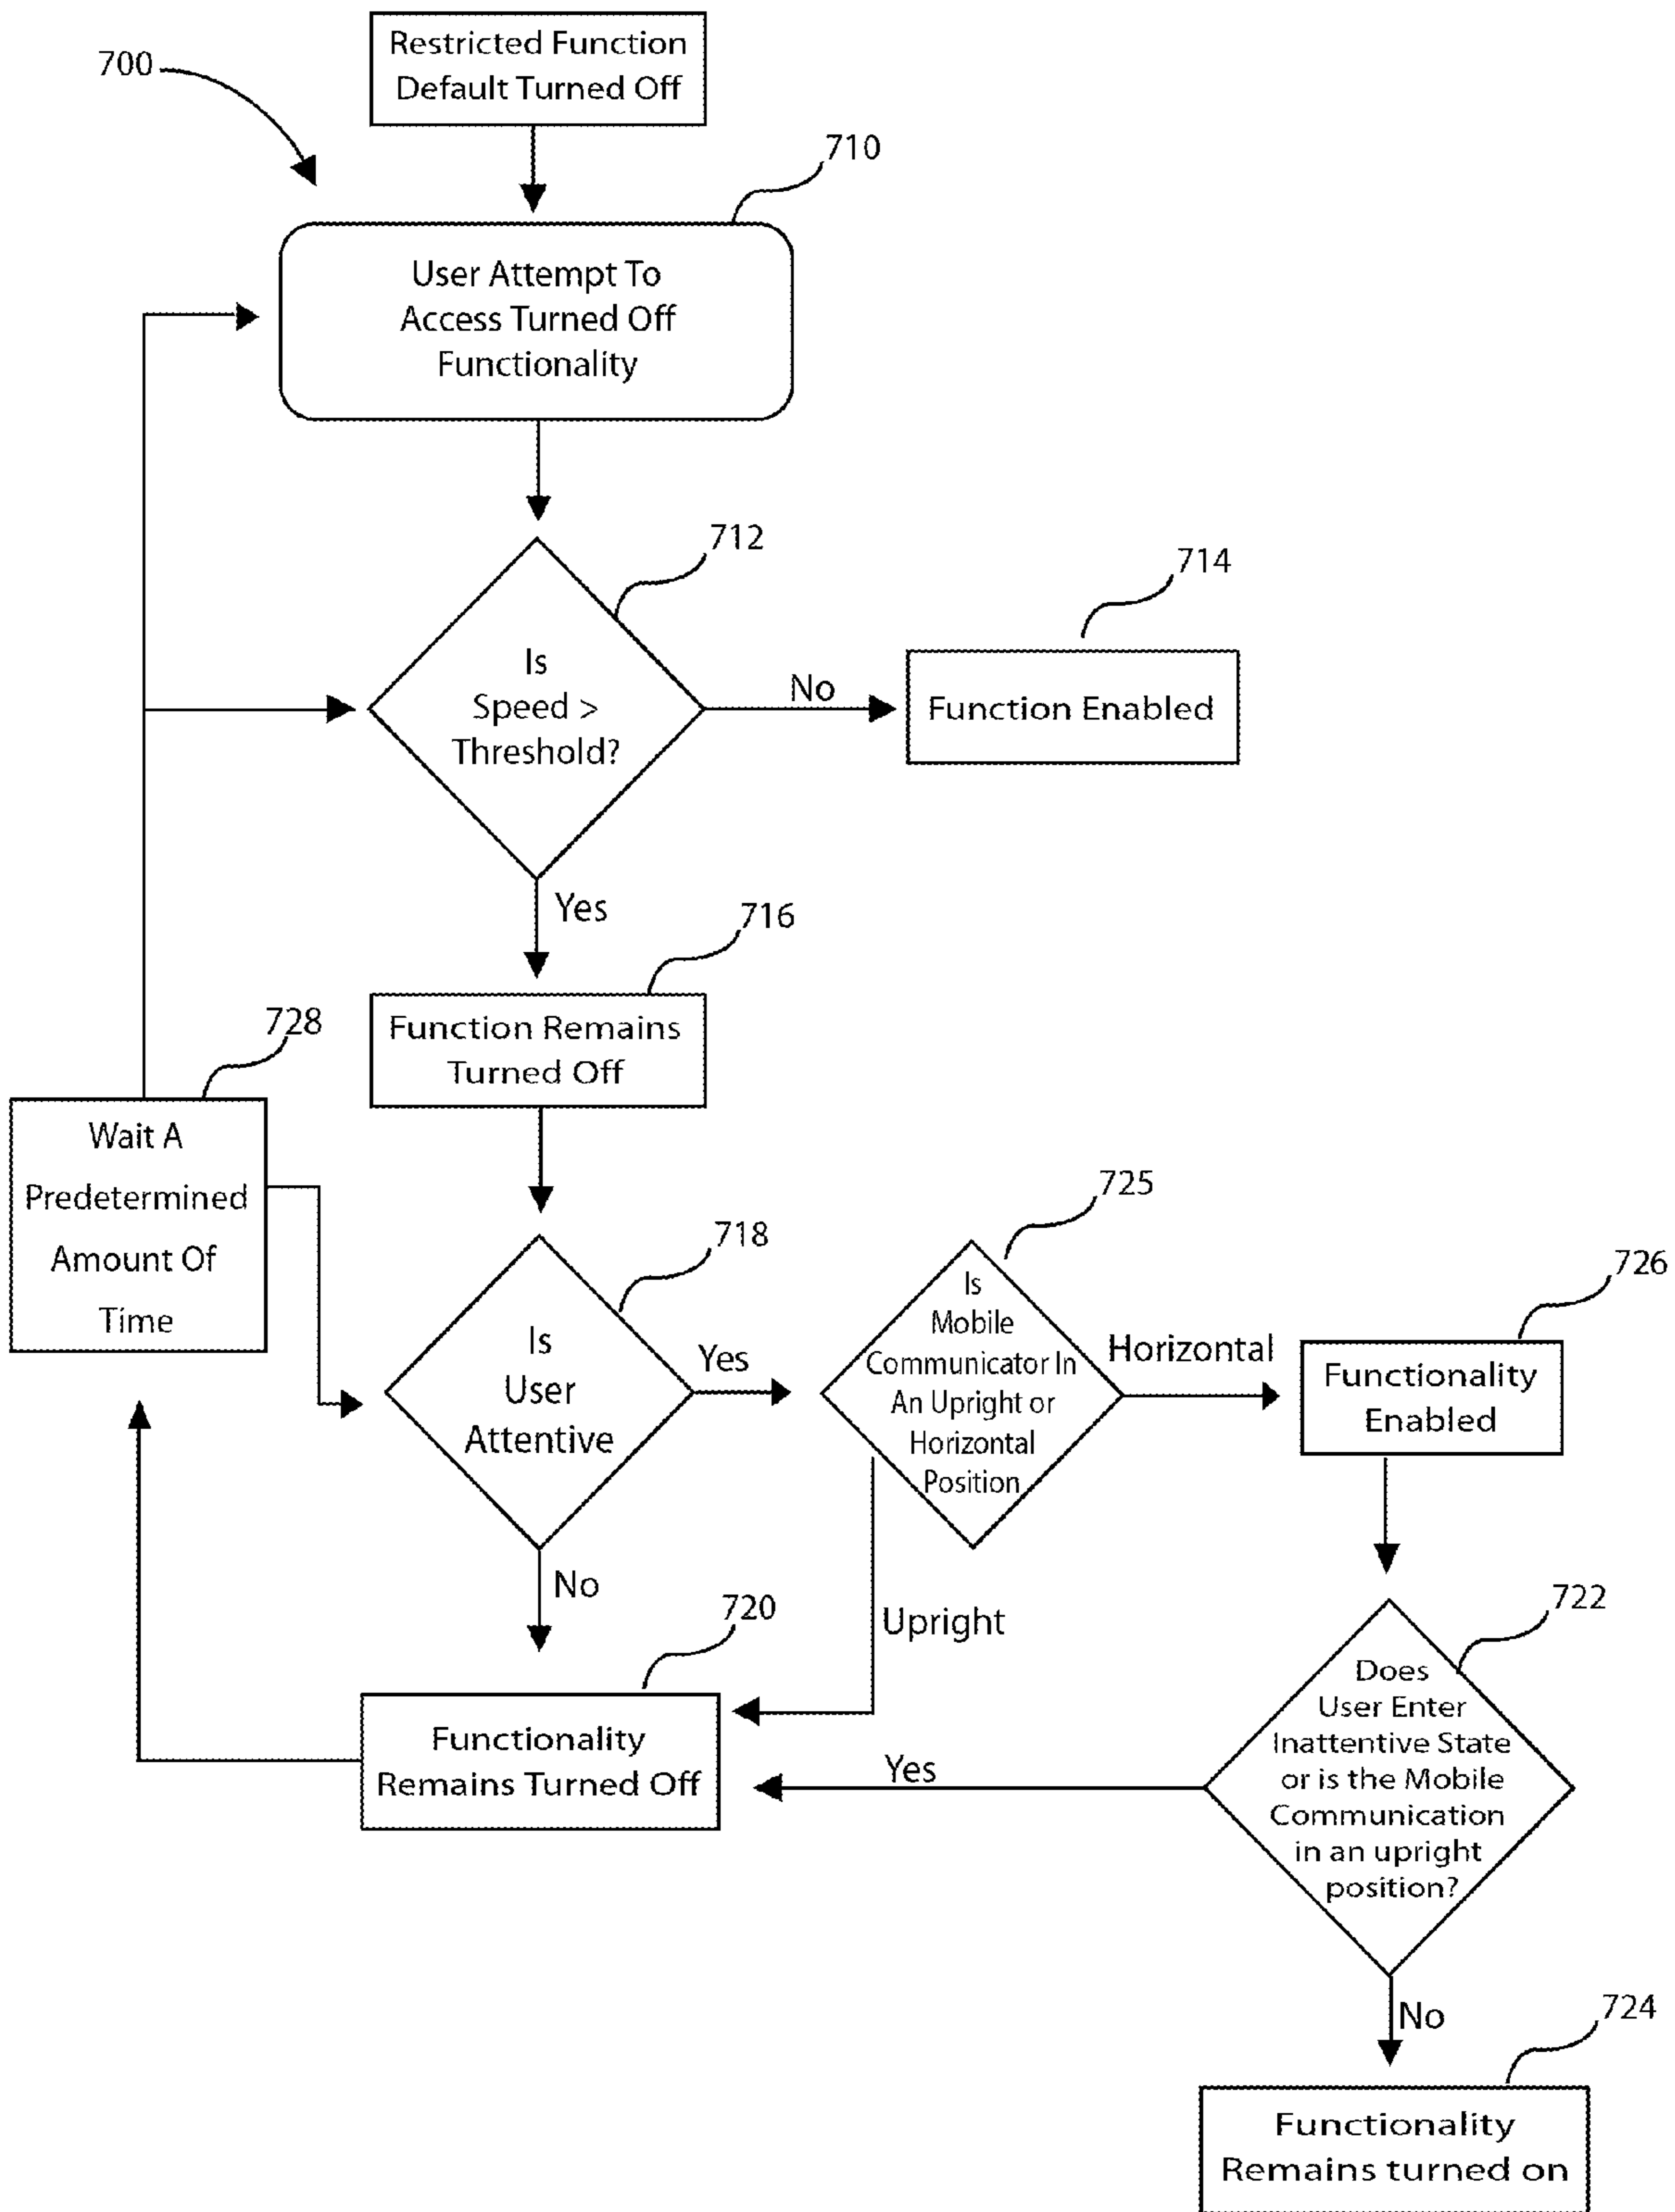 Restricted Function
Default Turned Off
700
710
User Attempt To
Access Turned Off
Functionality
712
Is
Speed >
Threshold?
No
714
Function Enabled
Yes
716
Function Remains
Turned Off
728
Wait A
Predetermined
Amount Of
Time
718
Is
User
Attentive
Yes
No
725
Is
Mobile
Communicator In
An Upright or
Horizontal
Position
Horizontal
Upright
726
Functionality
Enabled
720
Functionality
Remains Turned Off
722
Does
User Enter
Inattentive State
or is the Mobile
Communication
in an upright
position?
Yes
No
724
Functionality
Remains turned on